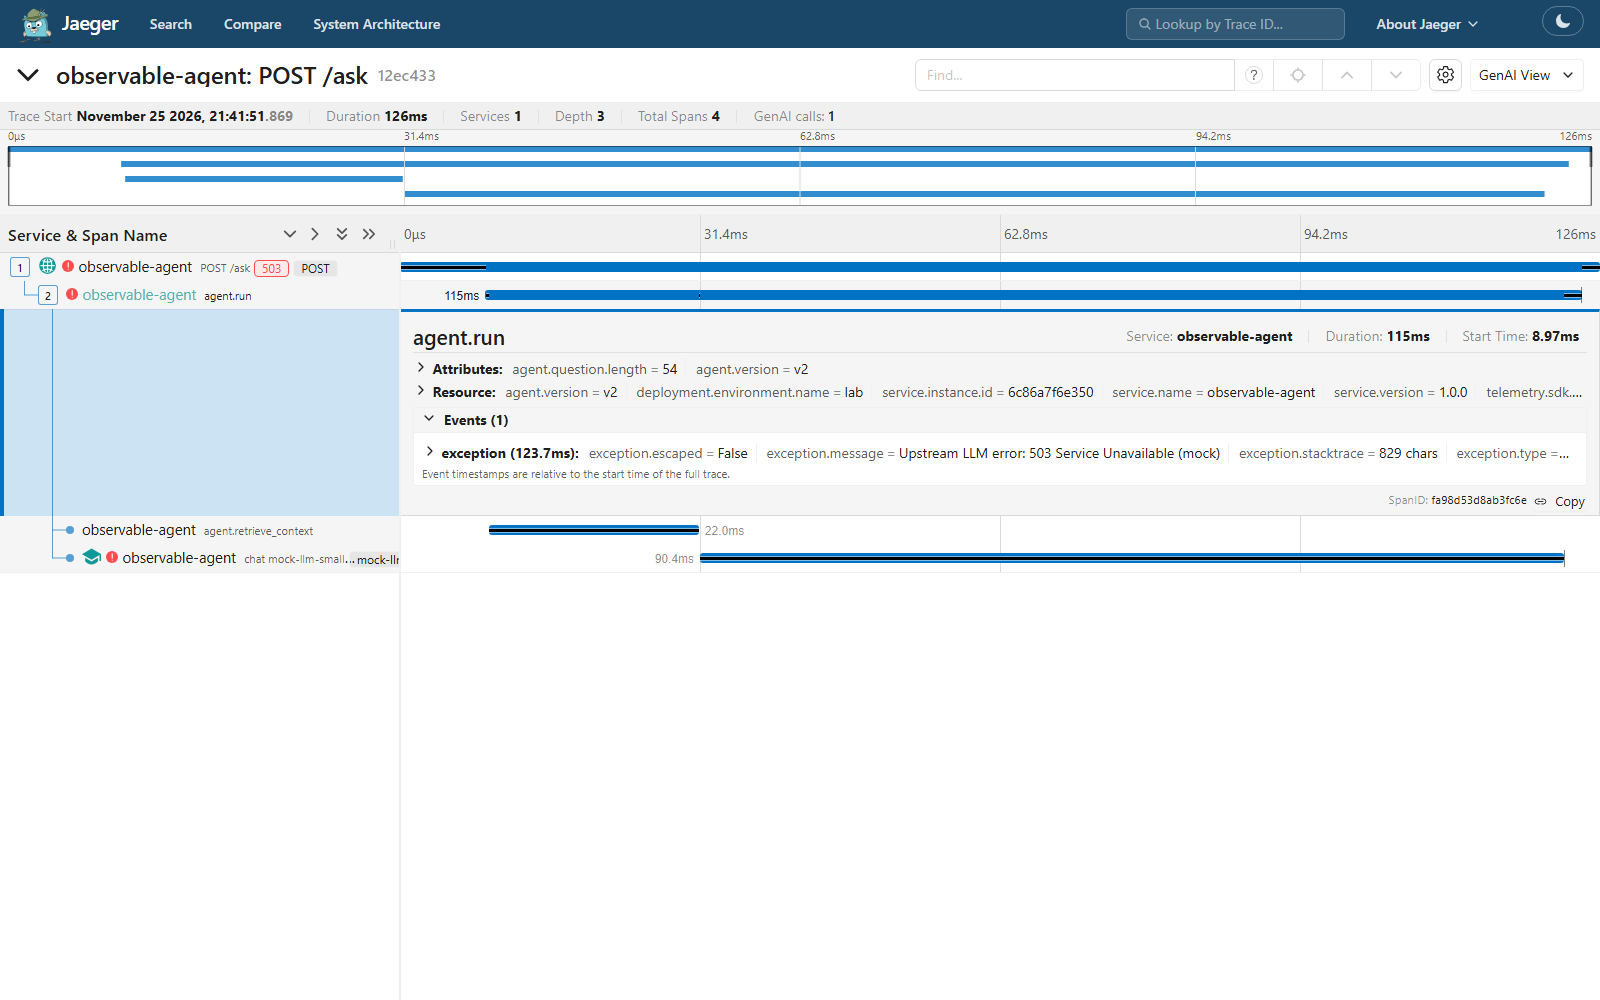 Jaeger Search Compare System Architecture Lookup by Trace ID... About Jaeger
observable-agent: POST /ask 12ec433 Find... ? GenAI View
Trace Start November 25 2026, 21:41:51.869 Duration 126ms Services 1 Depth 3 Total Spans 4 GenAI calls: 1
0μs 31.4ms 62.8ms 94.2ms 126ms
Service & Span Name 0μs 31.4ms 62.8ms 94.2ms 126ms
1 observable-agent POST /ask 503 POST
2 observable-agent agent.run 115ms
agent.run Service: observable-agent Duration: 115ms Start Time: 8.97ms
Attributes: agent.question.length = 54 agent.version = v2
Resource: agent.version = v2 deployment.environment.name = lab service.instance.id = 6c86a7f6e350 service.name = observable-agent service.version = 1.0.0 telemetry.sdk....
Events (1)
exception (123.7ms): exception.escaped = False exception.message = Upstream LLM error: 503 Service Unavailable (mock) exception.stacktrace = 829 chars exception.type =...
Event timestamps are relative to the start time of the full trace.
SpanID: fa98d53d8ab3fc6e Copy
observable-agent agent.retrieve_context 22.0ms
observable-agent chat mock-llm-small... mock-llm 90.4ms